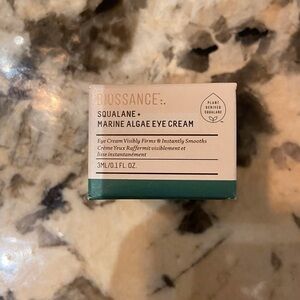 BIOSSANCE
SQUALANE +
MARINE ALGAE EYE CREAM
PLANT
DERIVED
SQUALANE
Eye Cream Visibly Firms & Instantly Smooths
Crème Yeux Raffermit visiblement et
lisse instantanément
3ML/0.1 FL. OZ.